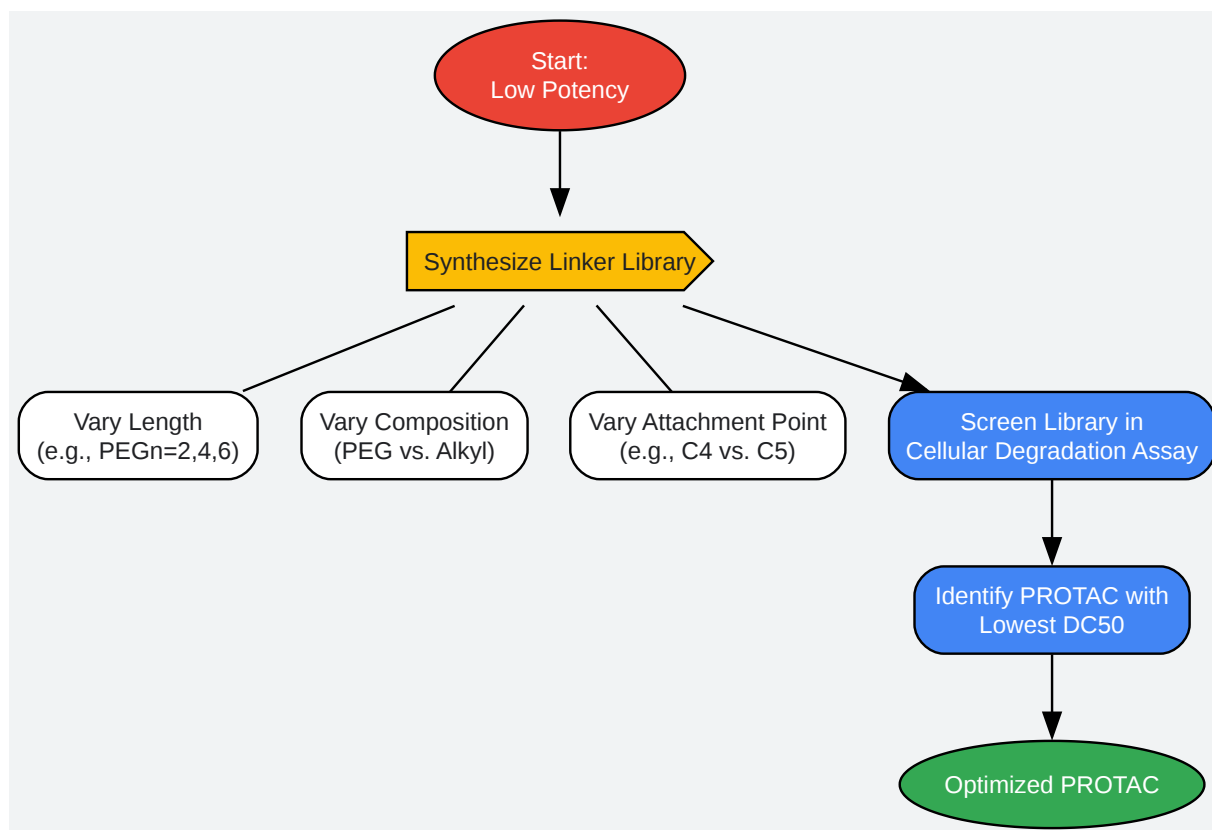 Start:
Low Potency
Synthesize Linker Library
Vary Length
(e.g., PEGn=2,4,6)
Vary Composition
(PEG vs. Alkyl)
Vary Attachment Point
(e.g., C4 vs. C5)
Screen Library in
Cellular Degradation Assay
Identify PROTAC with
Lowest DC50
Optimized PROTAC